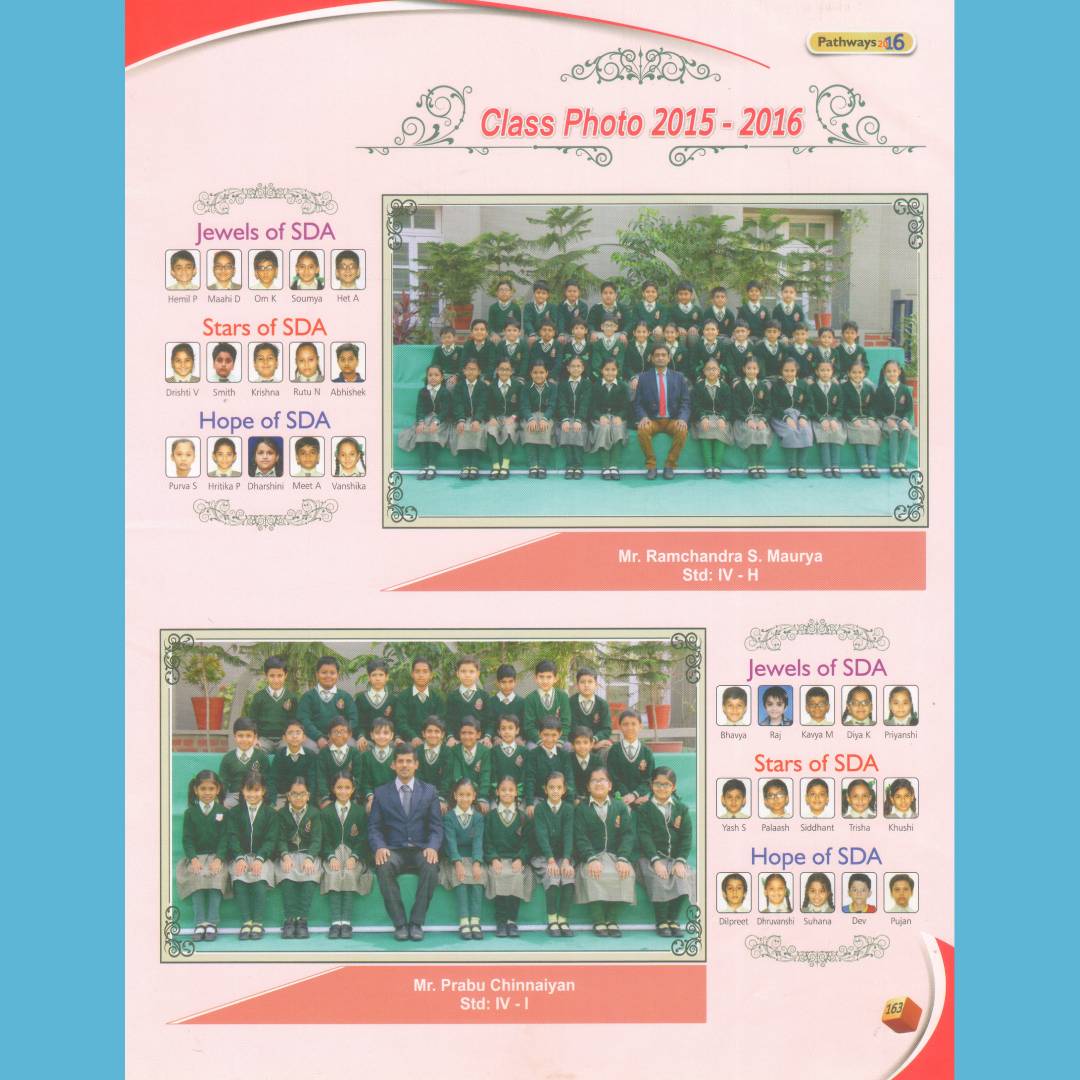 Pathways 2016
Class Photo 2015 - 2016
Jewels of SDA
Hemil P Maahi D Om K Soumya Het A
Stars of SDA
Drishti V Smith Krishna Rutu N Abhishek
Hope of SDA
Purva S Hritika P Dharshini Meet A Vanshika
Mr. Ramchandra S. Maurya
Std: IV - H
Jewels of SDA
Bhavya Raj Kavya M Diya K Priyanshi
Stars of SDA
Yash S Palaash Siddhant Trisha Khushi
Hope of SDA
Dilpreet Dhruvanshi Suhana Dev Pujan
Mr. Prabu Chinnaiyan
Std: IV - I
163